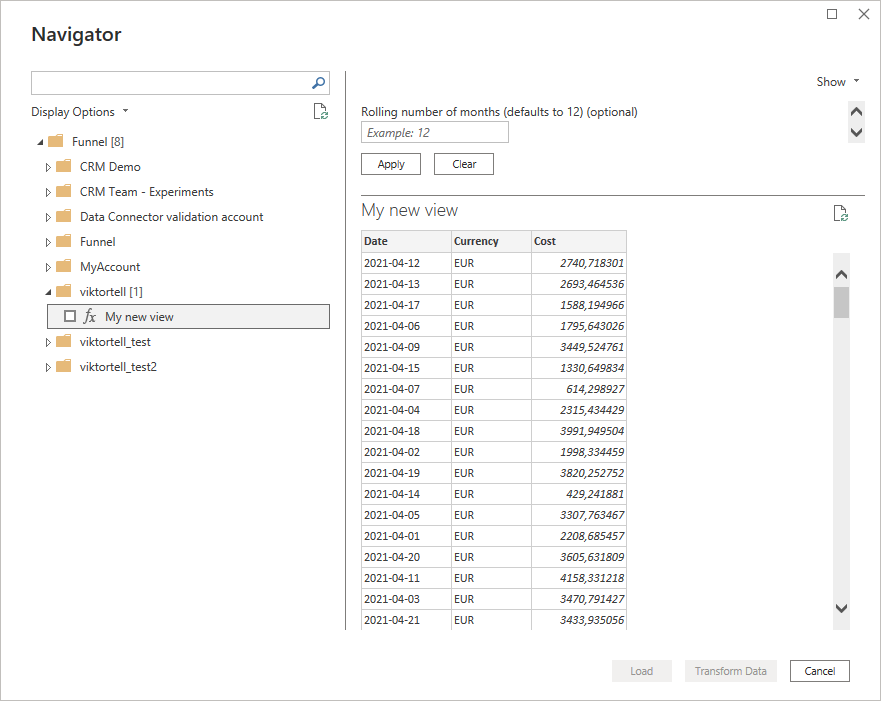 Navigator
Display Options
Funnel [8]
CRM Demo
CRM Team - Experiments
Data Connector validation account
Funnel
MyAccount
viktortell [1]
fx My new view
viktortell_test
viktortell_test2
Show
Rolling number of months (defaults to 12) (optional)
Example: 12
Apply Clear
My new view
Date Currency Cost
2021-04-12 EUR 2740,718301
2021-04-13 EUR 2693,464536
2021-04-17 EUR 1588,194966
2021-04-06 EUR 1795,643026
2021-04-09 EUR 3449,524761
2021-04-15 EUR 1330,649834
2021-04-07 EUR 614,298927
2021-04-04 EUR 2315,434429
2021-04-18 EUR 3991,949504
2021-04-02 EUR 1998,334459
2021-04-19 EUR 3820,252752
2021-04-14 EUR 429,241881
2021-04-05 EUR 3307,763467
2021-04-01 EUR 2208,685457
2021-04-20 EUR 3605,631809
2021-04-11 EUR 4158,331218
2021-04-03 EUR 3470,791427
2021-04-21 EUR 3433,935056
Load Transform Data Cancel